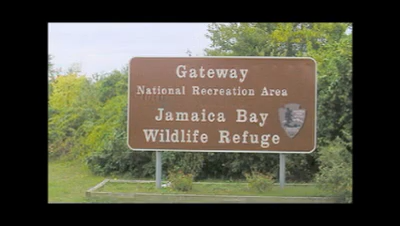 Gateway
National Recreation Area
Jamaica Bay
Wildlife Refuge